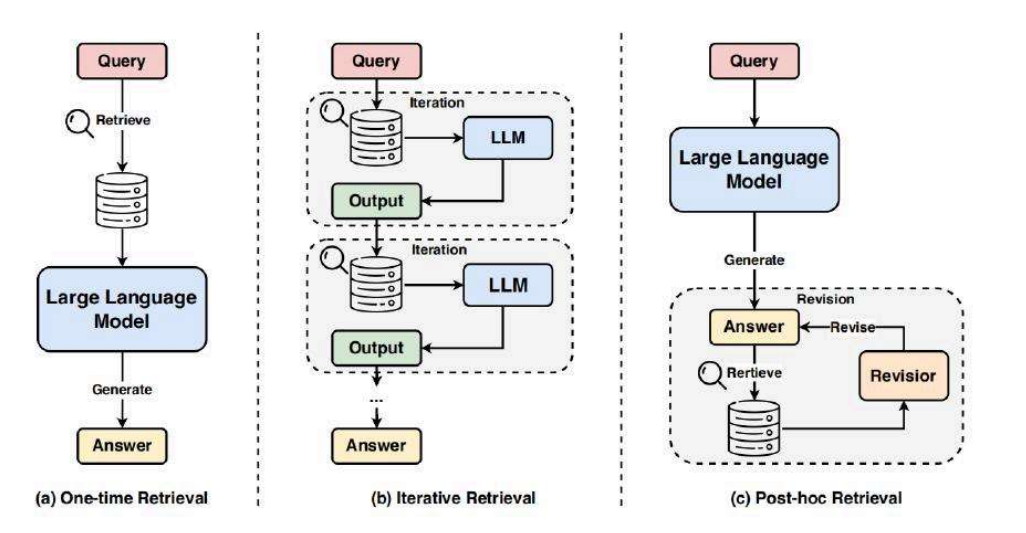 Query
Retrieve
Large Language
Model
Generate
Answer
(a) One-time Retrieval
Query
Iteration
LLM
Output
Iteration
LLM
Output
...
Answer
(b) Iterative Retrieval
Query
Large Language
Model
Generate
Revision
Answer
Revise
Rertieve
Revisior
(c) Post-hoc Retrieval